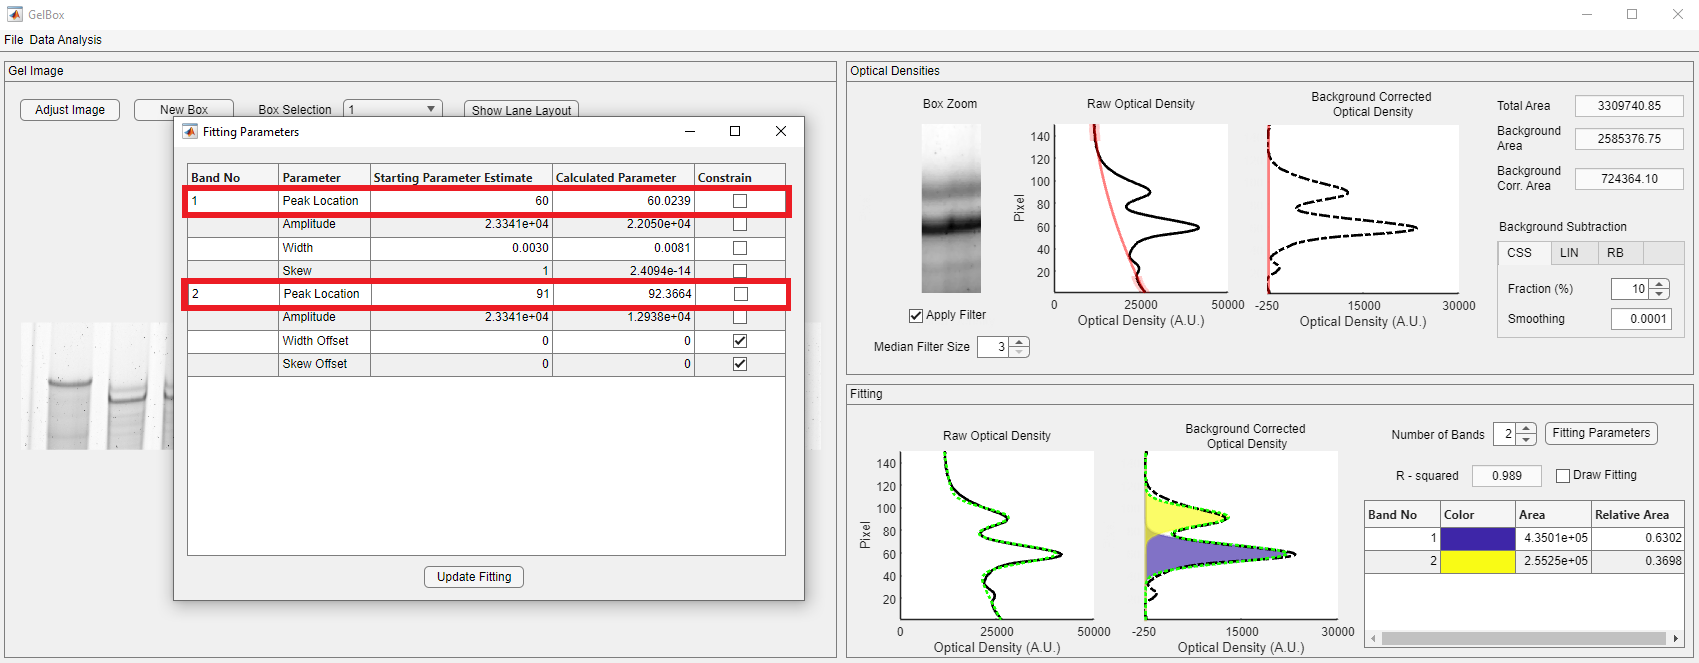 GelBox
File Data Analysis
Gel Image
Adjust Image New Box Box Selection 1 Show Lane Layout
Fitting Parameters
Band No Parameter Starting Parameter Estimate Calculated Parameter Constrain
1 Peak Location 60 60.0239
Amplitude 2.3341e+04 2.2050e+04
Width 0.0030 0.0081
Skew 1 2.4094e-14
2 Peak Location 91 92.3664
Amplitude 2.3341e+04 1.2938e+04
Width Offset 0 0
Skew Offset 0 0
Update Fitting
Optical Densities
Box Zoom
Apply Filter
Median Filter Size 3
Raw Optical Density
140
120
100
80
60
40
20
Pixel
0 25000 50000
Optical Density (A.U.)
Background Corrected
Optical Density
-250 15000 30000
Optical Density (A.U.)
Total Area 3309740.85
Background
Area 2585376.75
Background
Corr. Area 724364.10
Background Subtraction
CSS LIN RB
Fraction (%) 10
Smoothing 0.0001
Fitting
Raw Optical Density
140
120
100
80
60
40
20
Pixel
0 25000 50000
Optical Density (A.U.)
Background Corrected
Optical Density
-250 15000 30000
Optical Density (A.U.)
Number of Bands 2 Fitting Parameters
R - squared 0.989 Draw Fitting
Band No Color Area Relative Area
1 4.3501e+05 0.6302
2 2.5525e+05 0.3698